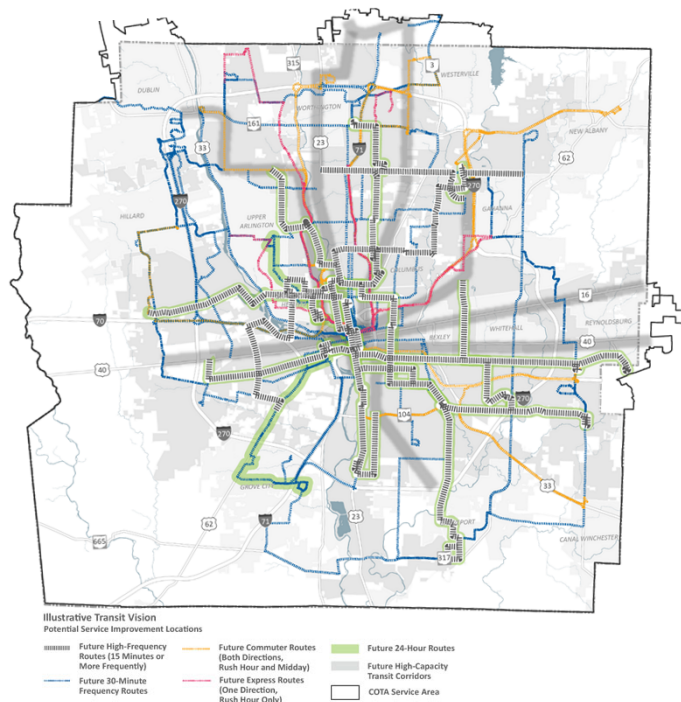 315
3
WESTERVILLE
DUBLIN
WORTHINGTON
161
23
71
NEW ALBANY
33
62
270
270
HILLARD
UPPER
ARLINGTON
GAHANNA
COLUMBUS
16
70
REYNOLDSBURG
BEXLEY
WHITEHALL
40
40
104
270
270
GROVE
33
62
71
23
665
317
CANAL WINCHESTER
Illustrative Transit Vision
Potential Service Improvement Locations
Future High-Frequency
Routes (15 Minutes or
More Frequently)
Future 30-Minute
Frequency Routes
Future Commuter Routes
(Both Directions,
Rush Hour and Midday)
Future Express Routes
(One Direction,
Rush Hour Only)
Future 24-Hour Routes
Future High-Capacity
Transit Corridors
COTA Service Area